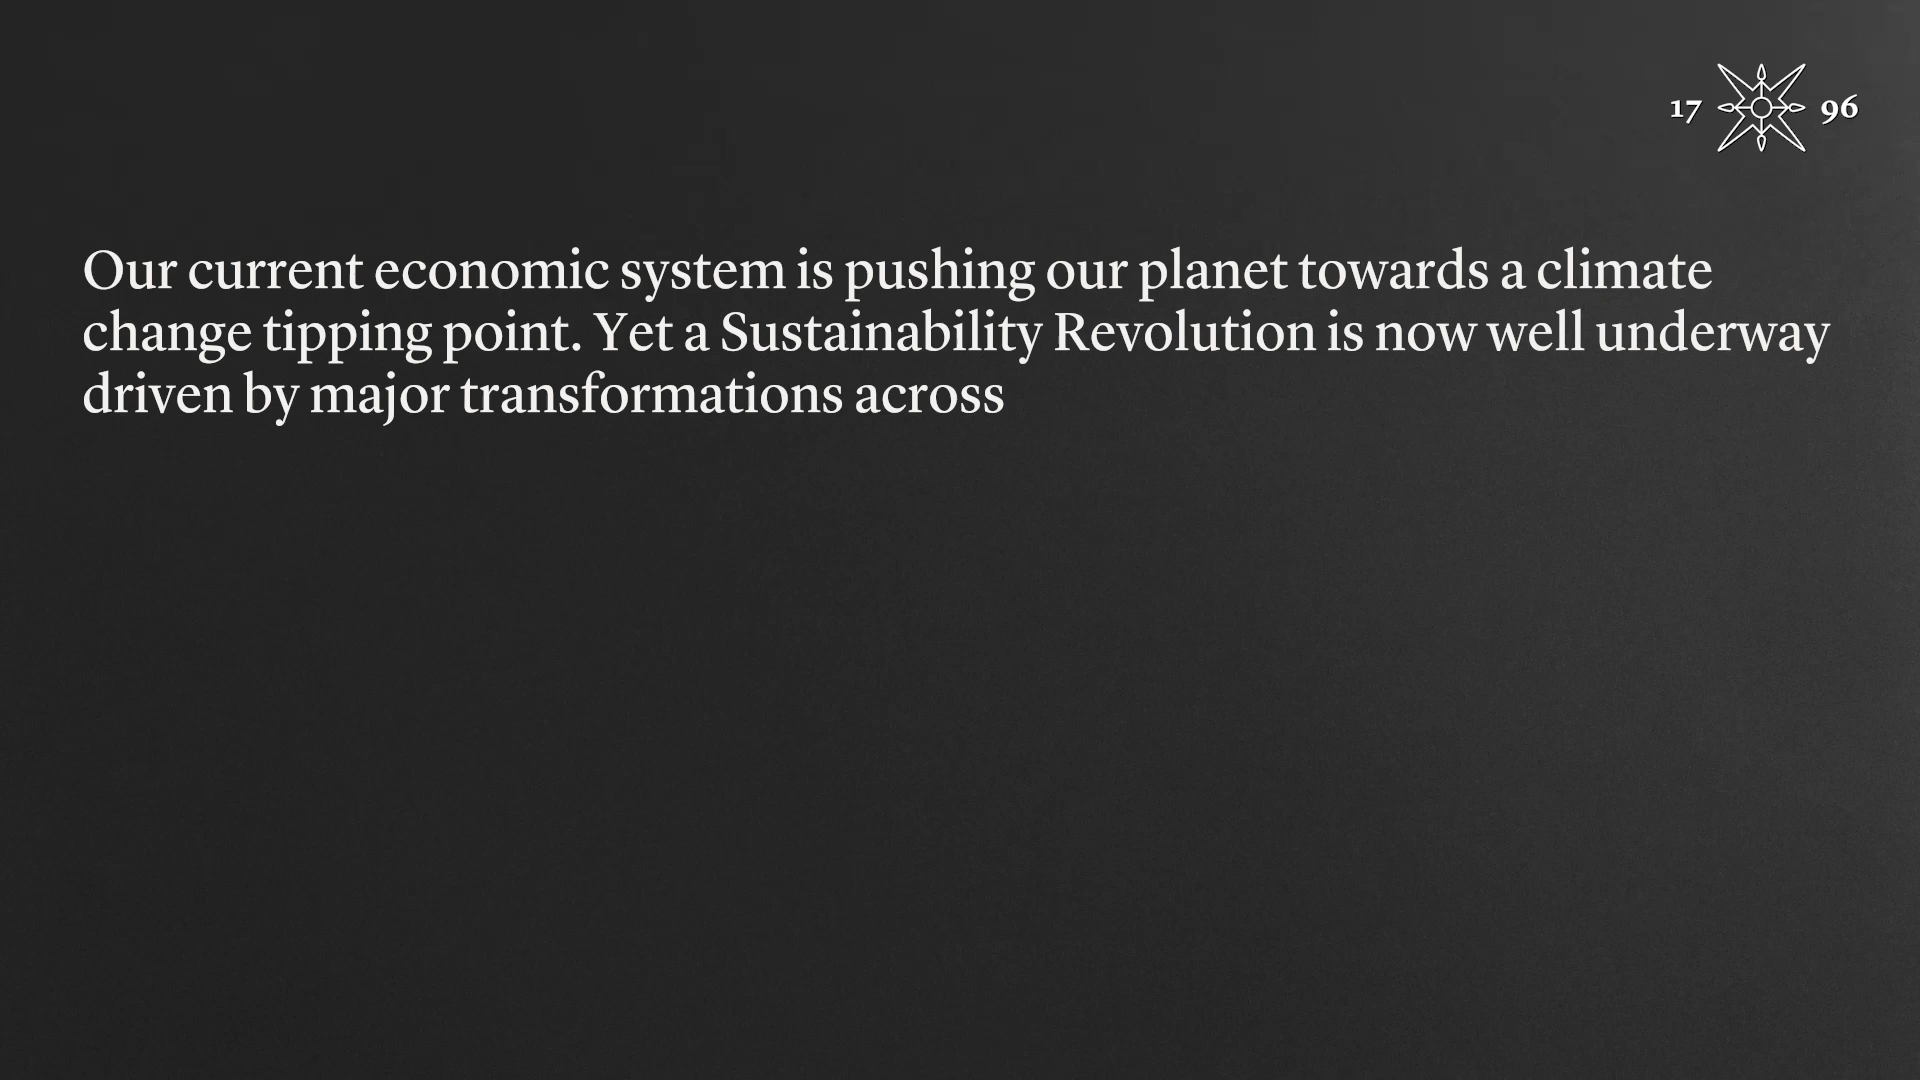 17 96
Our current economic system is pushing our planet towards a climate
change tipping point. Yet a Sustainability Revolution is now well underway
driven by major transformations across